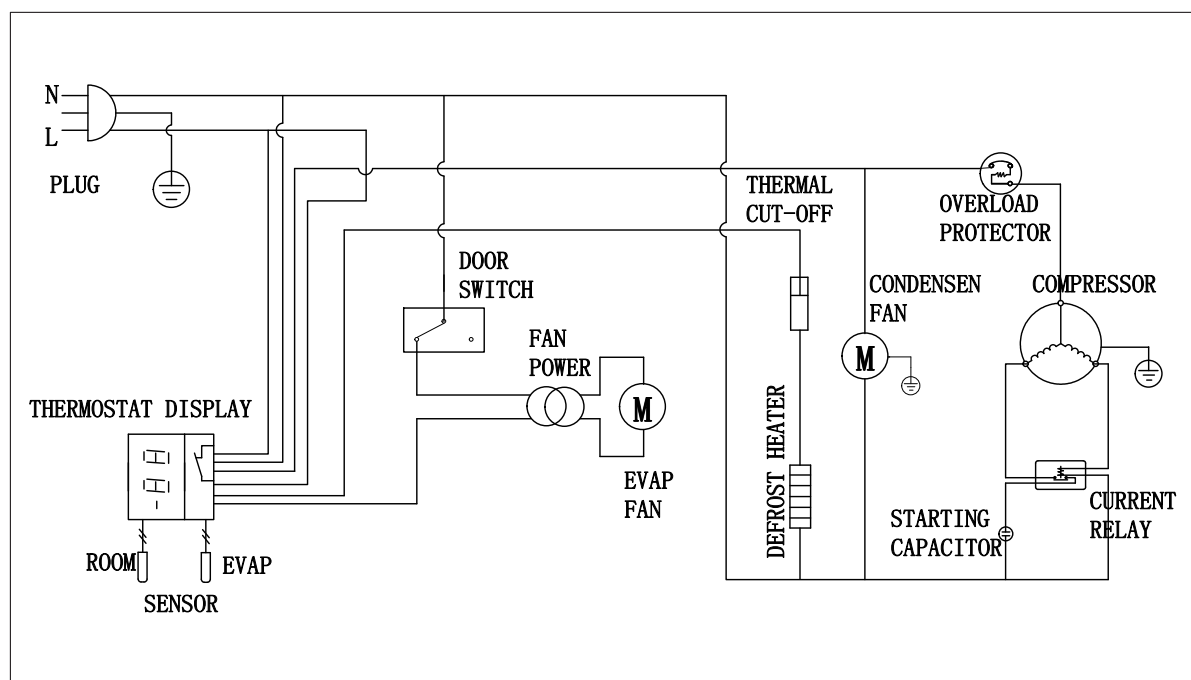 N
L
PLUG
THERMAL
CUT-OFF
OVERLOAD
PROTECTOR
DOOR
SWITCH
CONDENSEN
FAN
COMPRESSOR
FAN
POWER
M
M
THERMOSTAT DISPLAY
EVAP
FAN
DEFROST HEATER
STARTING
CAPACITOR
CURRENT
RELAY
ROOM
EVAP
SENSOR